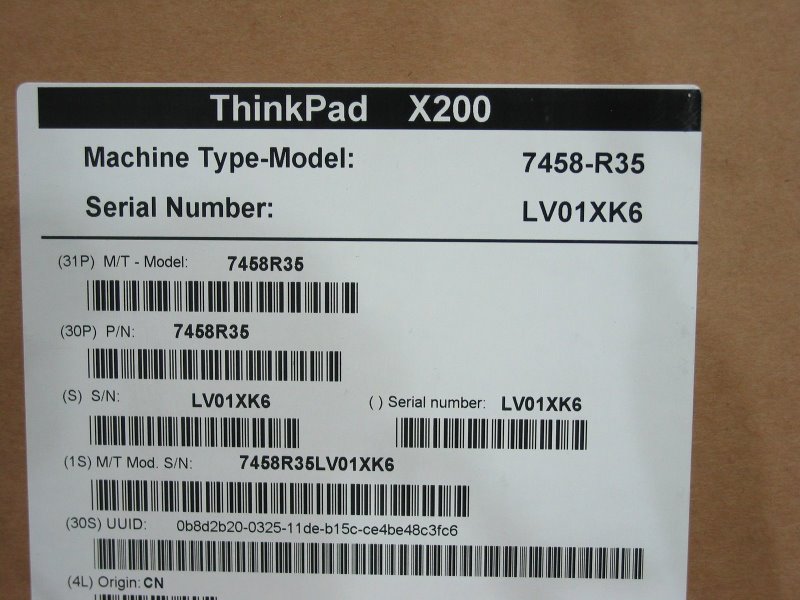 ThinkPad X200
Machine Type-Model: 7458-R35
Serial Number: LV01XK6
(31P) M/T - Model: 7458R35
(30P) P/N: 7458R35
(S) S/N: LV01XK6 ( ) Serial number: LV01XK6
(1S) M/T Mod. S/N: 7458R35LV01XK6
(30S) UUID: 0b8d2b20-0325-11de-b15c-ce4be48c3fc6
(4L) Origin: CN